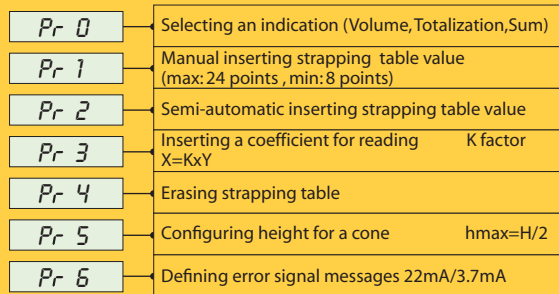 Pr 0 Selecting an indication (Volume,Totalization,Sum)
Pr 1 Manual inserting strapping table value
(max:24 points , min:8 points)
Pr 2 Semi-automatic inserting strapping table value
Pr 3 Inserting a coefficient for reading K factor
X=KxY
Pr 4 Erasing strapping table
Pr 5 Configuring height for a cone hmax=H/2
Pr 6 Defining error signal messages 22mA/3.7mA